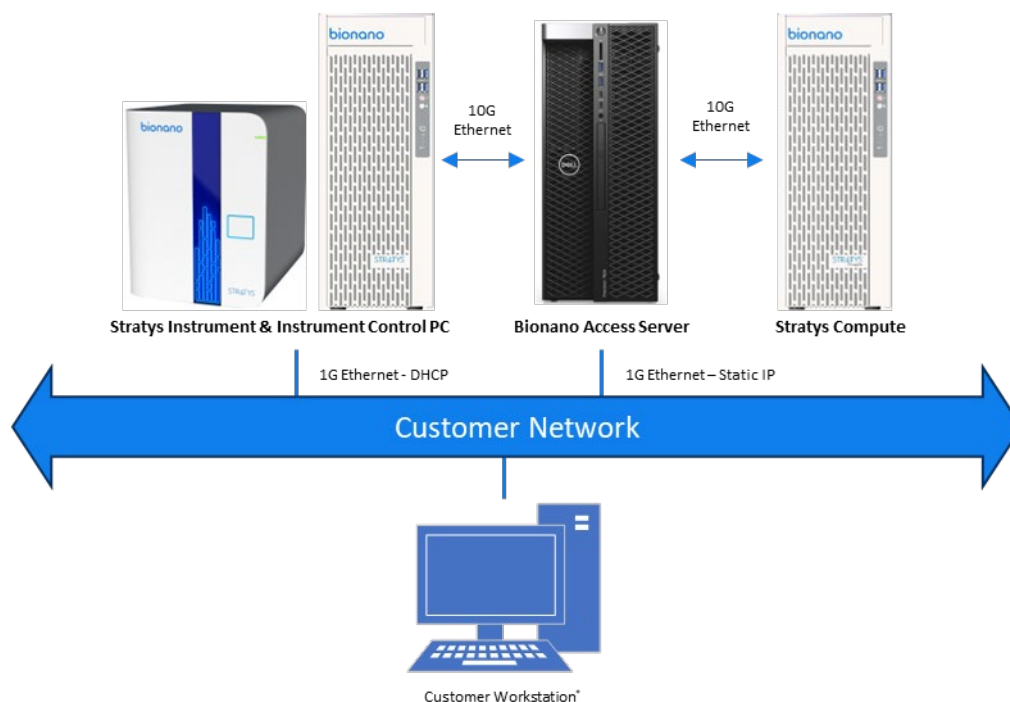 bionano
bionano
STRATYS
STRATYS
10G
Ethernet
DELL
10G
Ethernet
bionano
STRATYS
Stratys Instrument & Instrument Control PC
Bionano Access Server
Stratys Compute
1G Ethernet - DHCP
1G Ethernet – Static IP
Customer Network
Customer Workstation*